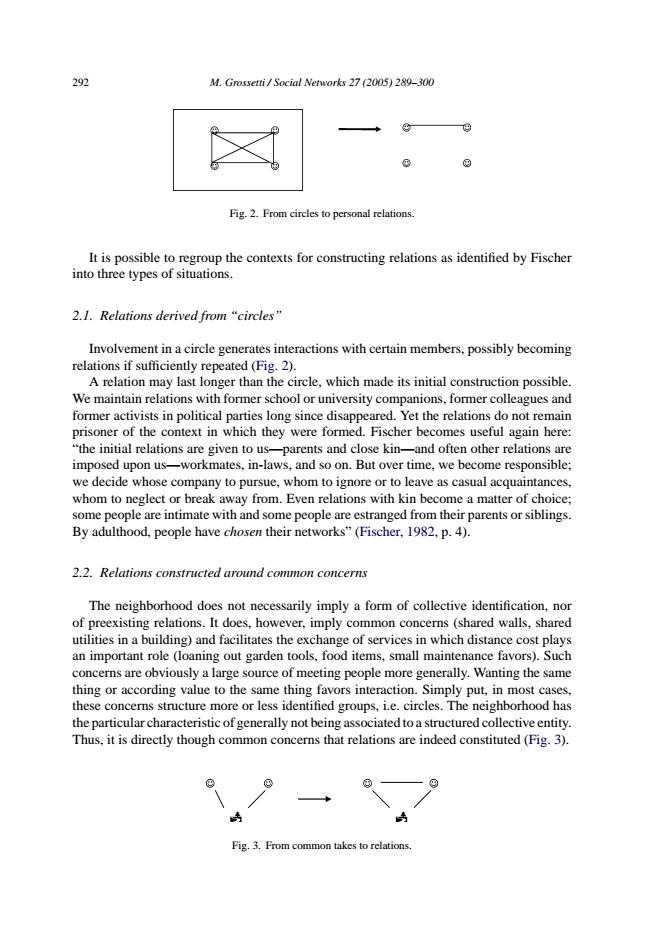 292
M. Grossetti / Social Networks 27 (2005) 289–300
Fig. 2. From circles to personal relations.
It is possible to regroup the contexts for constructing relations as identified by Fischer
into three types of situations.
2.1. Relations derived from “circles”
Involvement in a circle generates interactions with certain members, possibly becoming
relations if sufficiently repeated (Fig. 2).
A relation may last longer than the circle, which made its initial construction possible.
We maintain relations with former school or university companions, former colleagues and
former activists in political parties long since disappeared. Yet the relations do not remain
prisoner of the context in which they were formed. Fischer becomes useful again here:
“the initial relations are given to us—parents and close kin—and often other relations are
imposed upon us—workmates, in-laws, and so on. But over time, we become responsible;
we decide whose company to pursue, whom to ignore or to leave as casual acquaintances,
whom to neglect or break away from. Even relations with kin become a matter of choice;
some people are intimate with and some people are estranged from their parents or siblings.
By adulthood, people have chosen their networks” (Fischer, 1982, p. 4).
2.2. Relations constructed around common concerns
The neighborhood does not necessarily imply a form of collective identification, nor
of preexisting relations. It does, however, imply common concerns (shared walls, shared
utilities in a building) and facilitates the exchange of services in which distance cost plays
an important role (loaning out garden tools, food items, small maintenance favors). Such
concerns are obviously a large source of meeting people more generally. Wanting the same
thing or according value to the same thing favors interaction. Simply put, in most cases,
these concerns structure more or less identified groups, i.e. circles. The neighborhood has
the particular characteristic of generally not being associated to a structured collective entity.
Thus, it is directly though common concerns that relations are indeed constituted (Fig. 3).
Fig. 3. From common takes to relations.